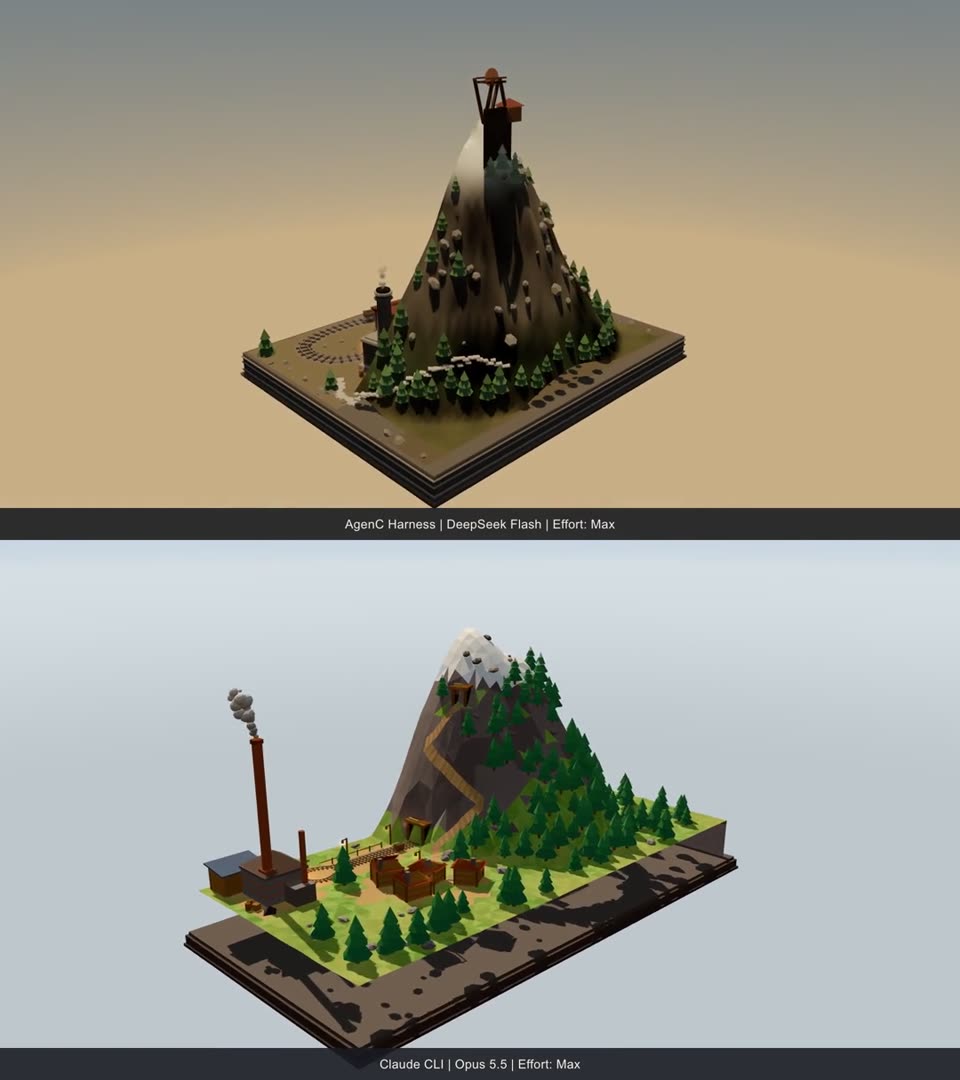 AgenC Harness | DeepSeek Flash | Effort: Max
Claude CLI | Opus 5.5 | Effort: Max